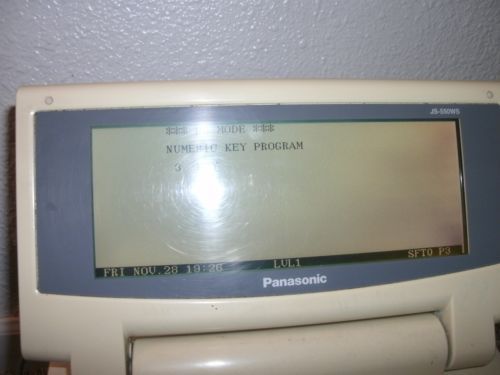 JS-550WS
*** MODE ***
NUMERIC KEY PROGRAM
3
FRI NOV.28 19:26 LVL1 SFT0 P3
Panasonic